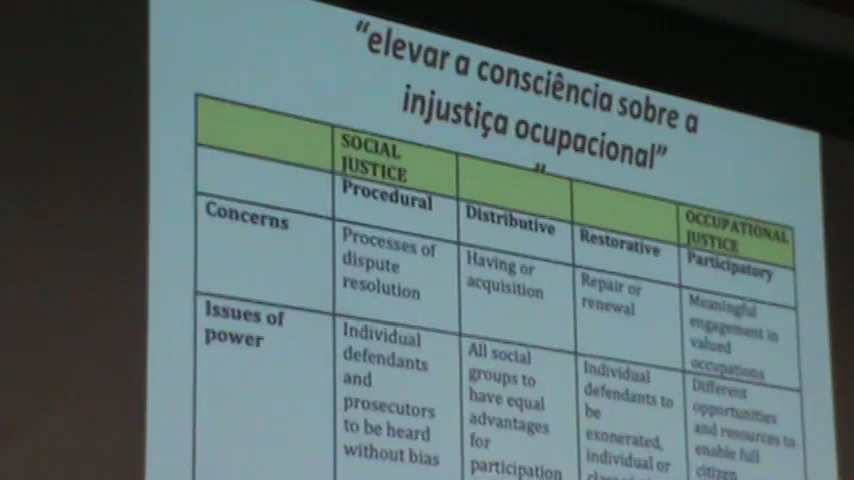 “elevar a consciência sobre a
injustiça ocupacional”
”
SOCIAL
JUSTICE
OCCUPATIONAL
JUSTICE
Procedural
Distributive
Restorative
Participatory
Concerns
Processes of
dispute
resolution
Having or
acquisition
Repair or
renewal
Meaningful
engagement in
valued
occupations
Issues of
power
Individual
defendants
and
prosecutors
to be heard
without bias
All social
groups to
have equal
advantages
for
participation
Individual
defendants to
be
exonerated,
individual or
Different
opportunities
and resources to
enable full
citizen